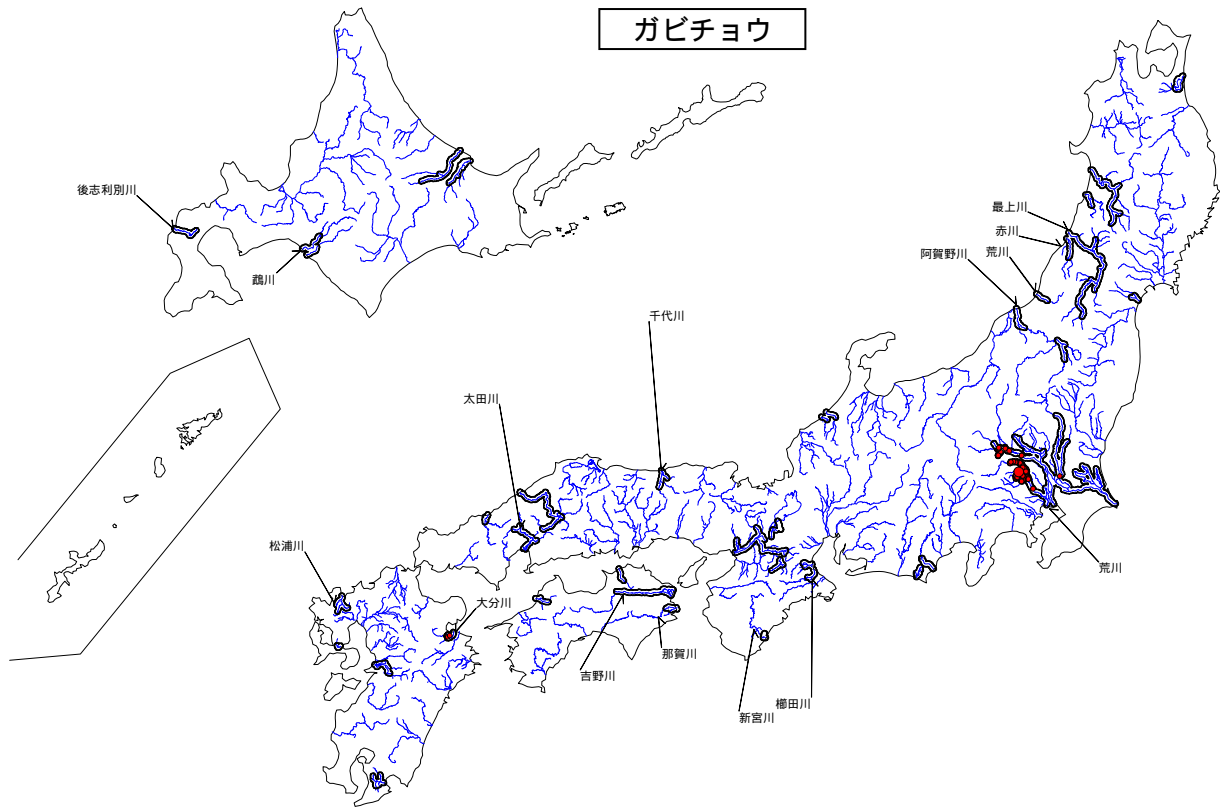 ガビチョウ
後志利別川
鵡川
最上川
赤川
荒川
阿賀野川
千代川
太田川
松浦川
大分川
吉野川
那賀川
新宮川
櫛田川
荒川